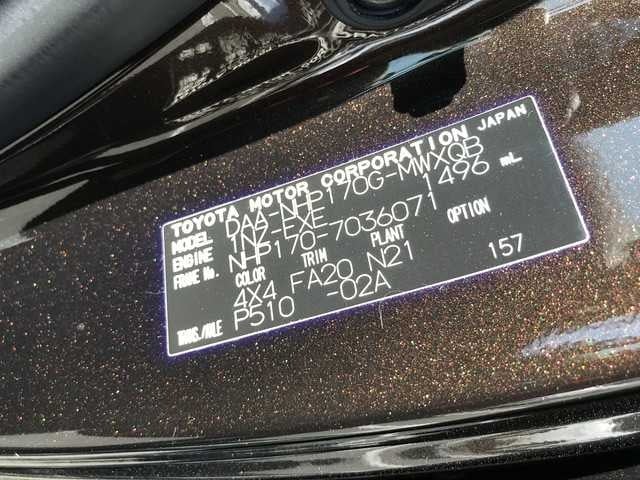 TOYOTA MOTOR CORPORATION JAPAN
MODEL DAA-NHP170G-MWXQB
ENGINE 1NZ-FXE 1496 mL
FRAME No. NHP170-7036071
COLOR TRIM PLANT OPTION
4X4 FA20 N21 157
TRANS./AXLE P510 -02A